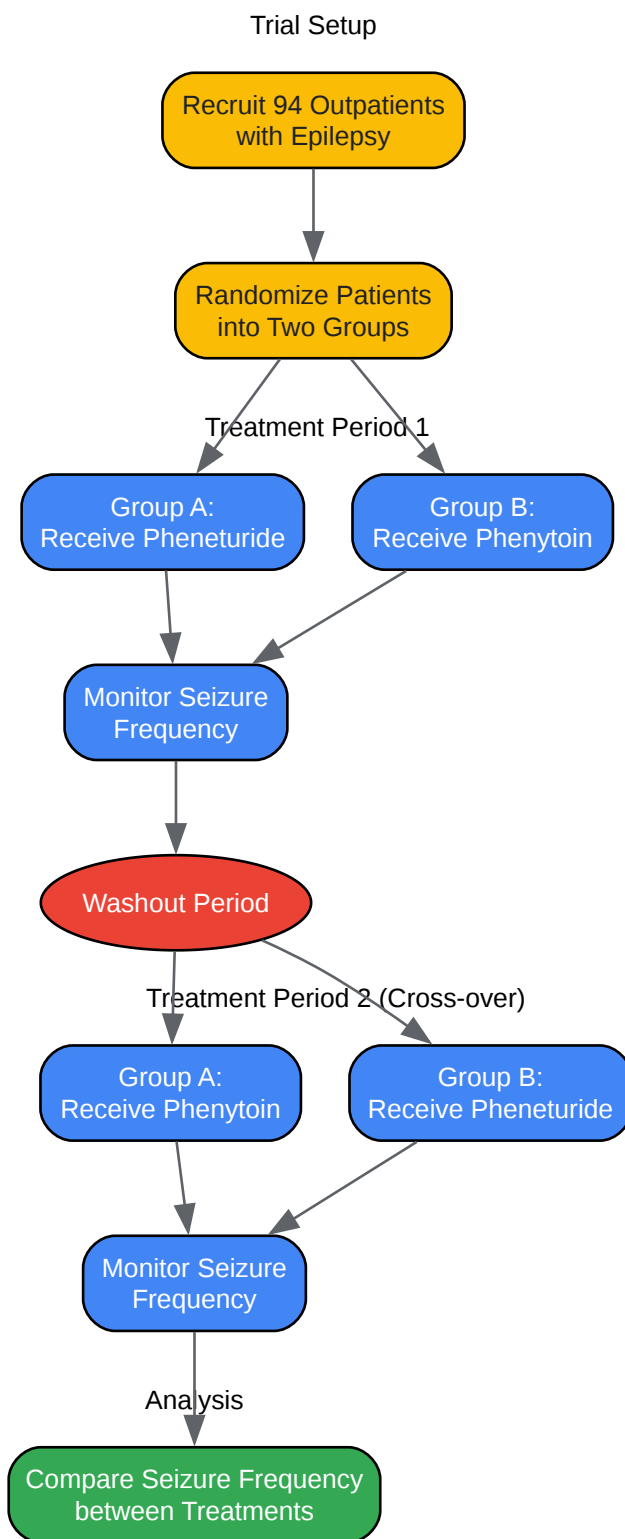 Trial Setup
Recruit 94 Outpatients
with Epilepsy
Randomize Patients
into Two Groups
Treatment Period 1
Group A:
Receive Pheneturide
Group B:
Receive Phenytoin
Monitor Seizure
Frequency
Washout Period
Treatment Period 2 (Cross-over)
Group A:
Receive Phenytoin
Group B:
Receive Pheneturide
Monitor Seizure
Frequency
Analysis
Compare Seizure Frequency
between Treatments